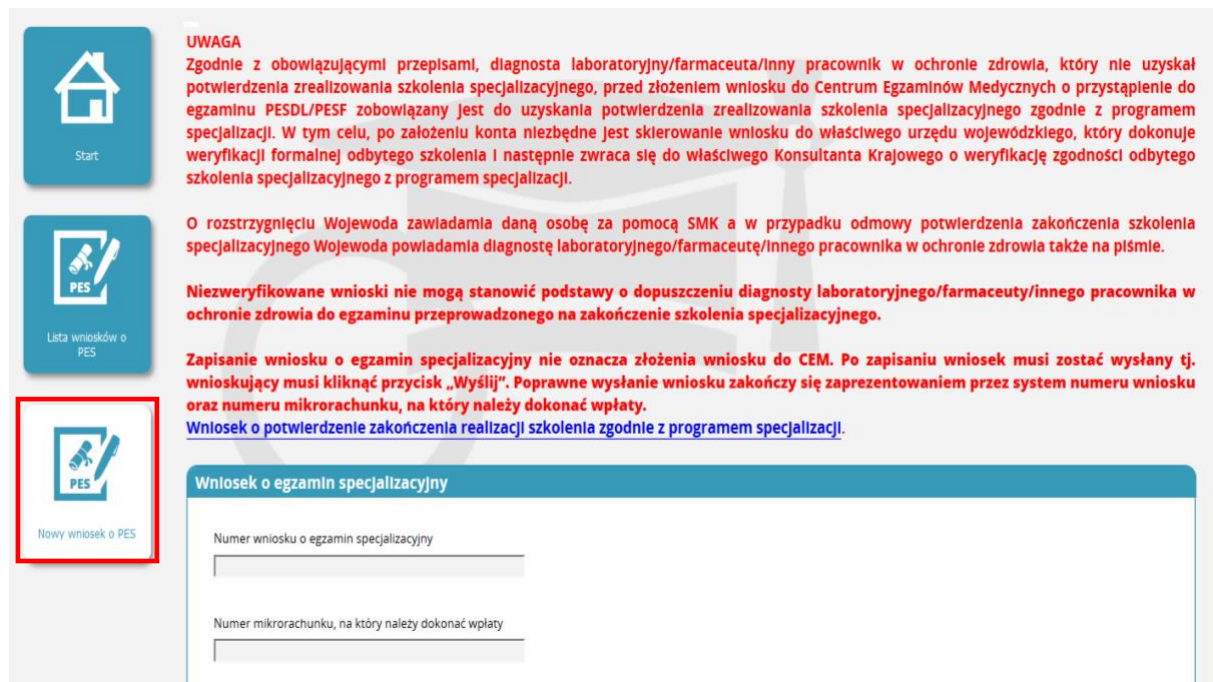 Start
PES
Lista wniosków o
PES
PES
Nowy wniosek o PES
UWAGA
Zgodnie z obowiązującymi przepisami, diagnosta laboratoryjny/farmaceuta/inny pracownik w ochronie zdrowia, który nie uzyskał
potwierdzenia zrealizowania szkolenia specjalizacyjnego, przed złożeniem wniosku do Centrum Egzaminów Medycznych o przystąpienie do
egzaminu PESDL/PESF zobowiązany jest do uzyskania potwierdzenia zrealizowania szkolenia specjalizacyjnego zgodnie z programem
specjalizacji. W tym celu, po założeniu konta niezbędne jest skierowanie wniosku do właściwego urzędu wojewódzkiego, który dokonuje
weryfikacji formalnej odbytego szkolenia i następnie zwraca się do właściwego Konsultanta Krajowego o weryfikację zgodności odbytego
szkolenia specjalizacyjnego z programem specjalizacji.
O rozstrzygnięciu Wojewoda zawiadamia daną osobę za pomocą SMK a w przypadku odmowy potwierdzenia zakończenia szkolenia
specjalizacyjnego Wojewoda powiadamia diagnostę laboratoryjnego/farmaceutę/innego pracownika w ochronie zdrowia także na piśmie.
Niezweryfikowane wnioski nie mogą stanowić podstawy o dopuszczeniu diagnosty laboratoryjnego/farmaceuty/innego pracownika w
ochronie zdrowia do egzaminu przeprowadzonego na zakończenie szkolenia specjalizacyjnego.
Zapisanie wniosku o egzamin specjalizacyjny nie oznacza złożenia wniosku do CEM. Po zapisaniu wniosek musi zostać wysłany tj.
wnioskujący musi kliknąć przycisk „Wyślij”. Poprawne wysłanie wniosku zakończy się zaprezentowaniem przez system numeru wniosku
oraz numeru mikrorachunku, na który należy dokonać wpłaty.
Wniosek o potwierdzenie zakończenia realizacji szkolenia zgodnie z programem specjalizacji.
Wniosek o egzamin specjalizacyjny
Numer wniosku o egzamin specjalizacyjny
Numer mikrorachunku, na który należy dokonać wpłaty